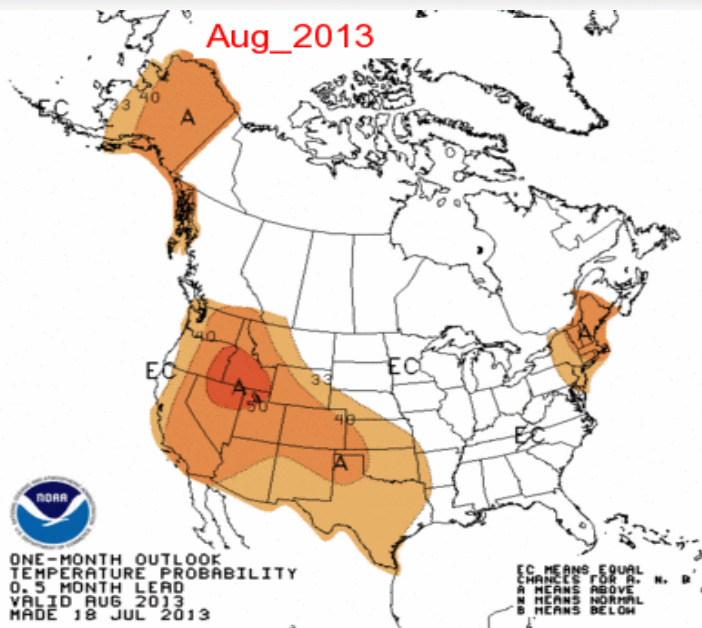 Aug_2013
EC
3
40
A
40
EC
EC
A
33
A
50
40
EC
A
NOAA
ONE-MONTH OUTLOOK
TEMPERATURE PROBABILITY
0.5 MONTH LEAD
VALID AUG 2013
MADE 18 JUL 2013
EC MEANS EQUAL
CHANCES FOR A, N, B
A MEANS ABOVE
N MEANS NORMAL
B MEANS BELOW